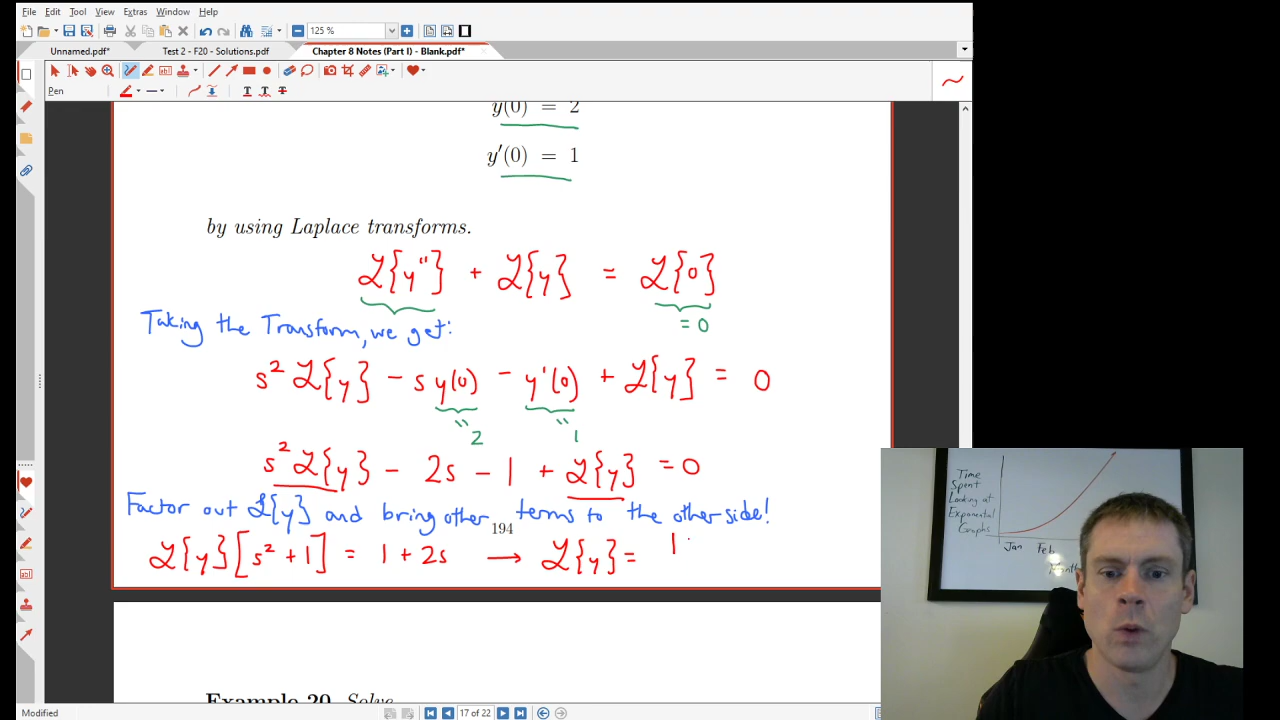 File Edit View Extras Window Help
125 %
Unnamed.pdf* Test 2 - F20 - Solutions.pdf Chapter 8 Notes (Part I) - Blank.pdf*
Pen
y(0) = 2
y′(0) = 1
by using Laplace transforms.
ℒ{y"} + ℒ{y} = ℒ{0}
= 0
Taking the Transform, we get:
s² ℒ{y} - s y(0) - y'(0) + ℒ{y} = 0
" 2 " 1
s² ℒ{y} - 2s - 1 + ℒ{y} = 0
Factor out ℒ{y} and bring other terms to the other side!
194
ℒ{y}[s² + 1] = 1 + 2s → ℒ{y} = 1
Example 20. Solve
Time
Spent
Looking at
Exponential
Graphs
Jan Feb
Modified 17 of 22